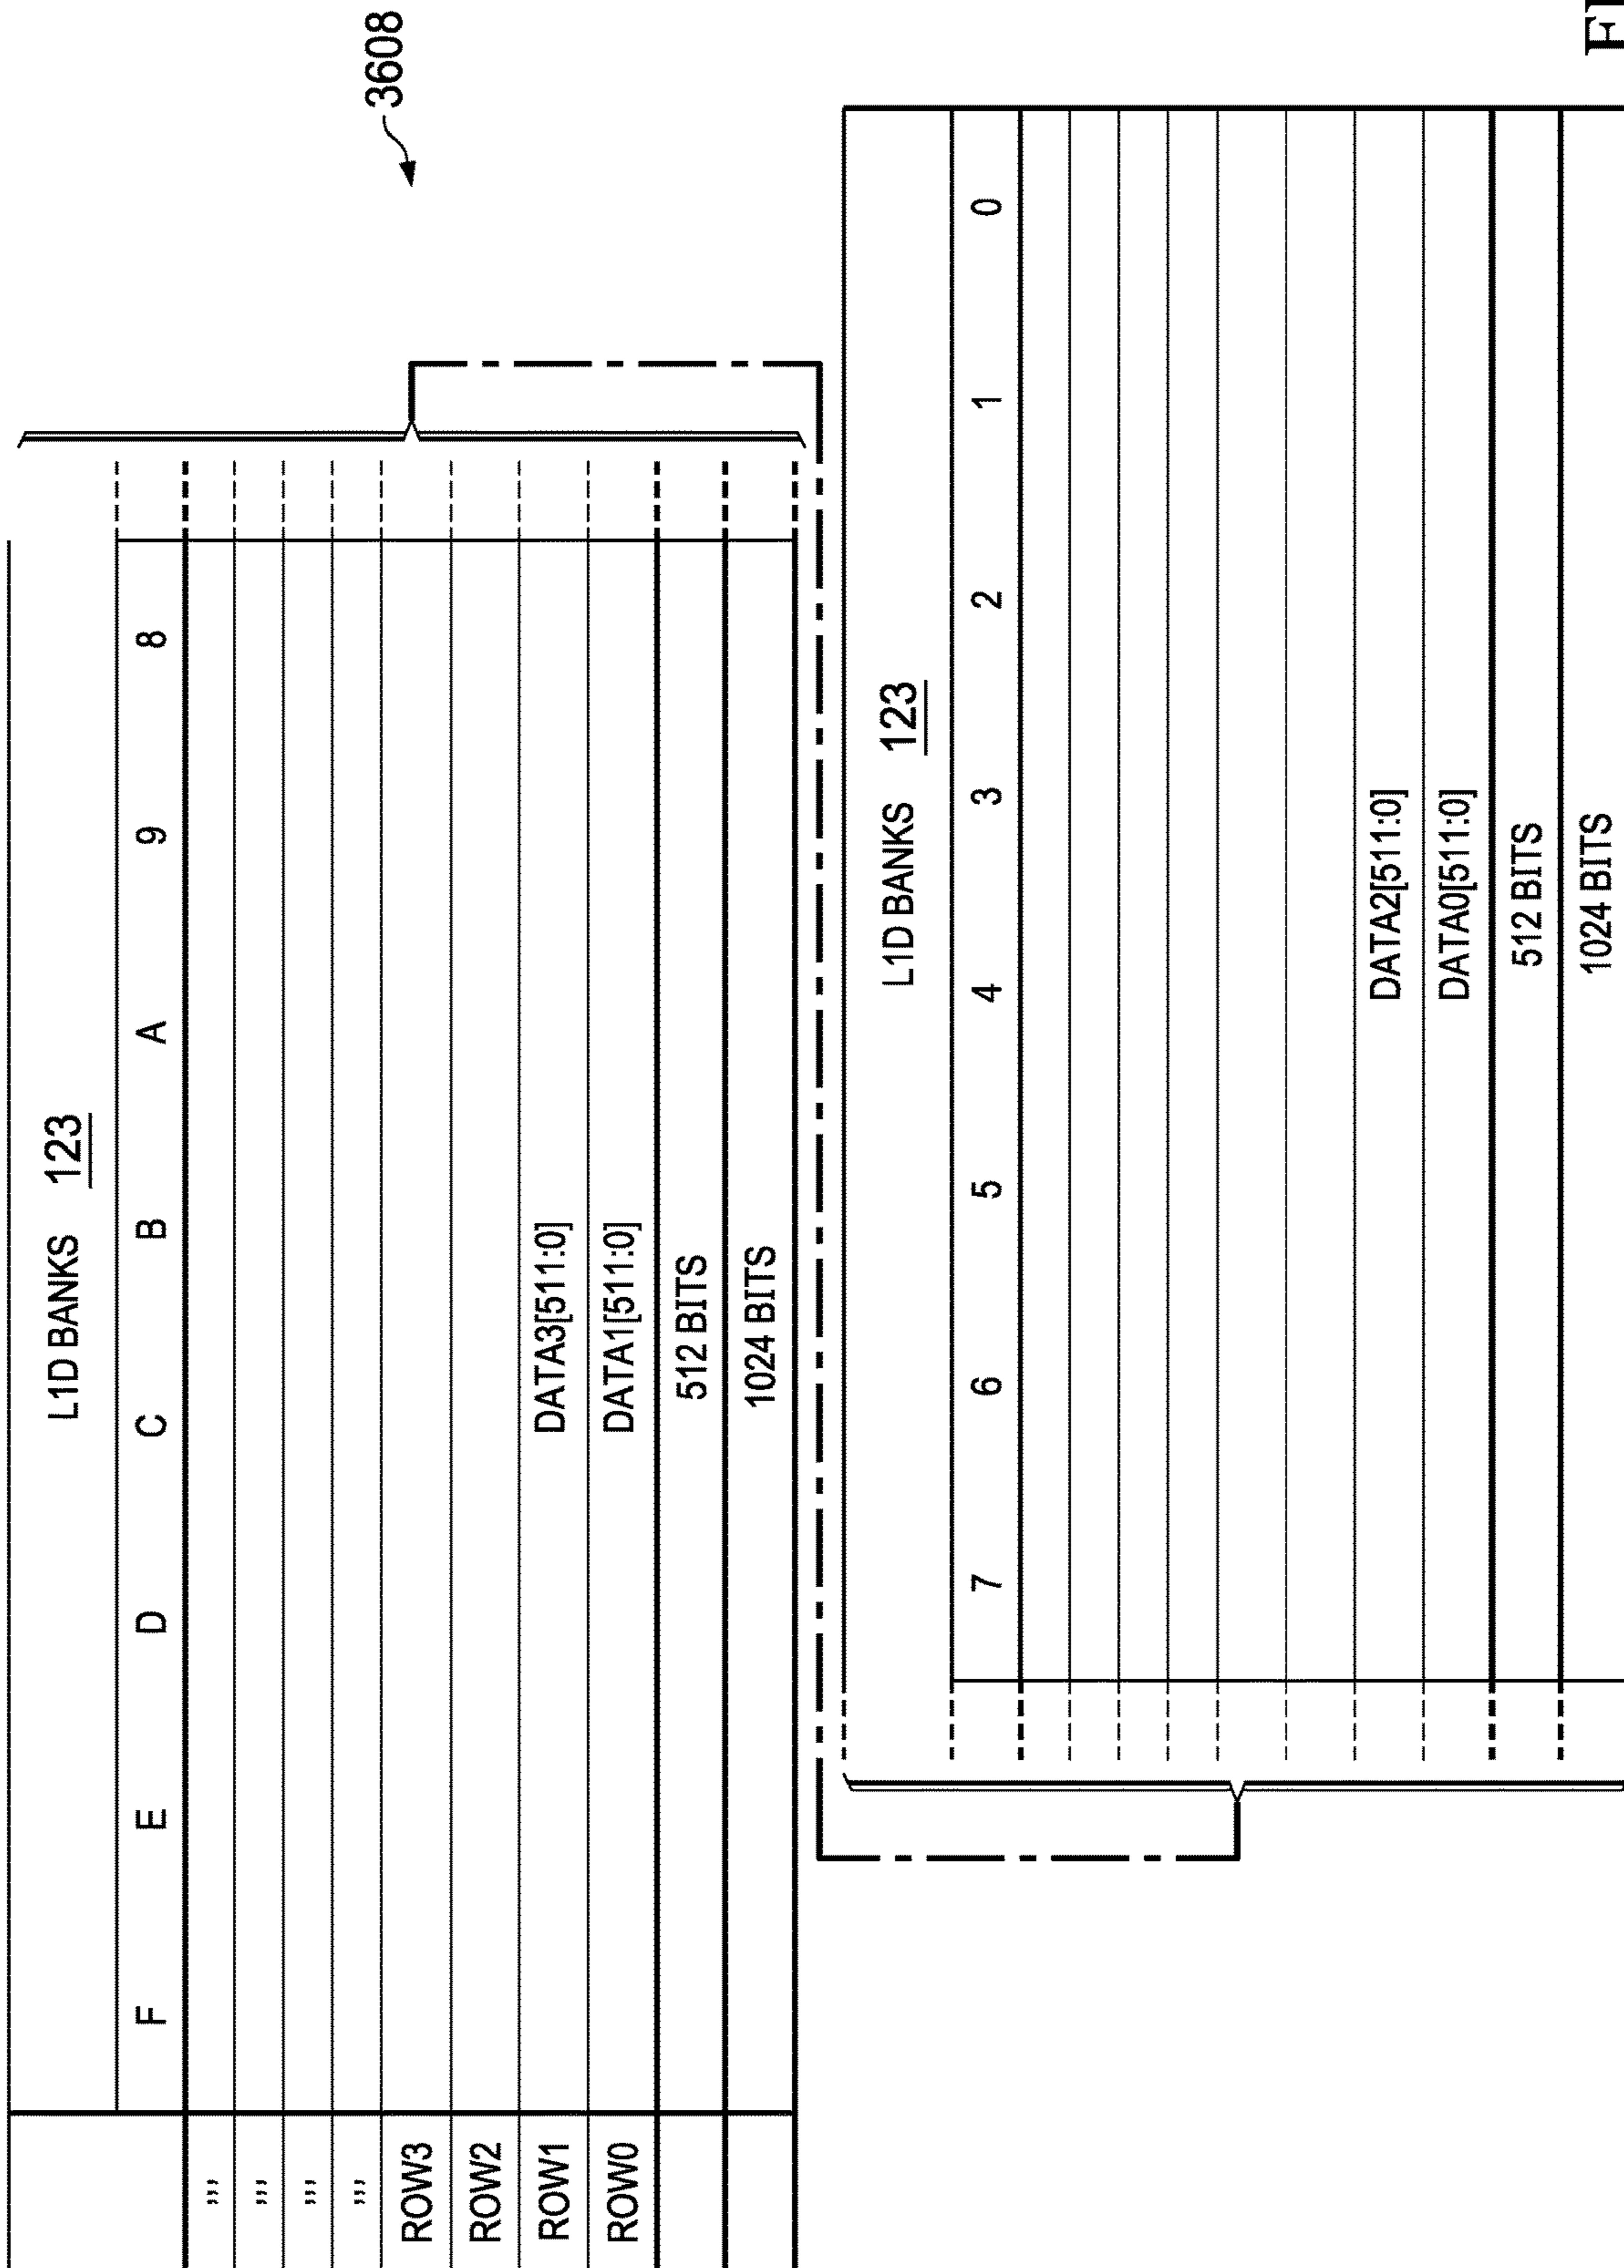 3608
L1D BANKS 123
F E D C B A 9 8
,,,
,,,
,,,
,,,
ROW3
ROW2
ROW1 DATA3[511:0]
ROW0 DATA1[511:0]
512 BITS
1024 BITS
L1D BANKS 123
7 6 5 4 3 2 1 0
DATA2[511:0]
DATA0[511:0]
512 BITS
1024 BITS